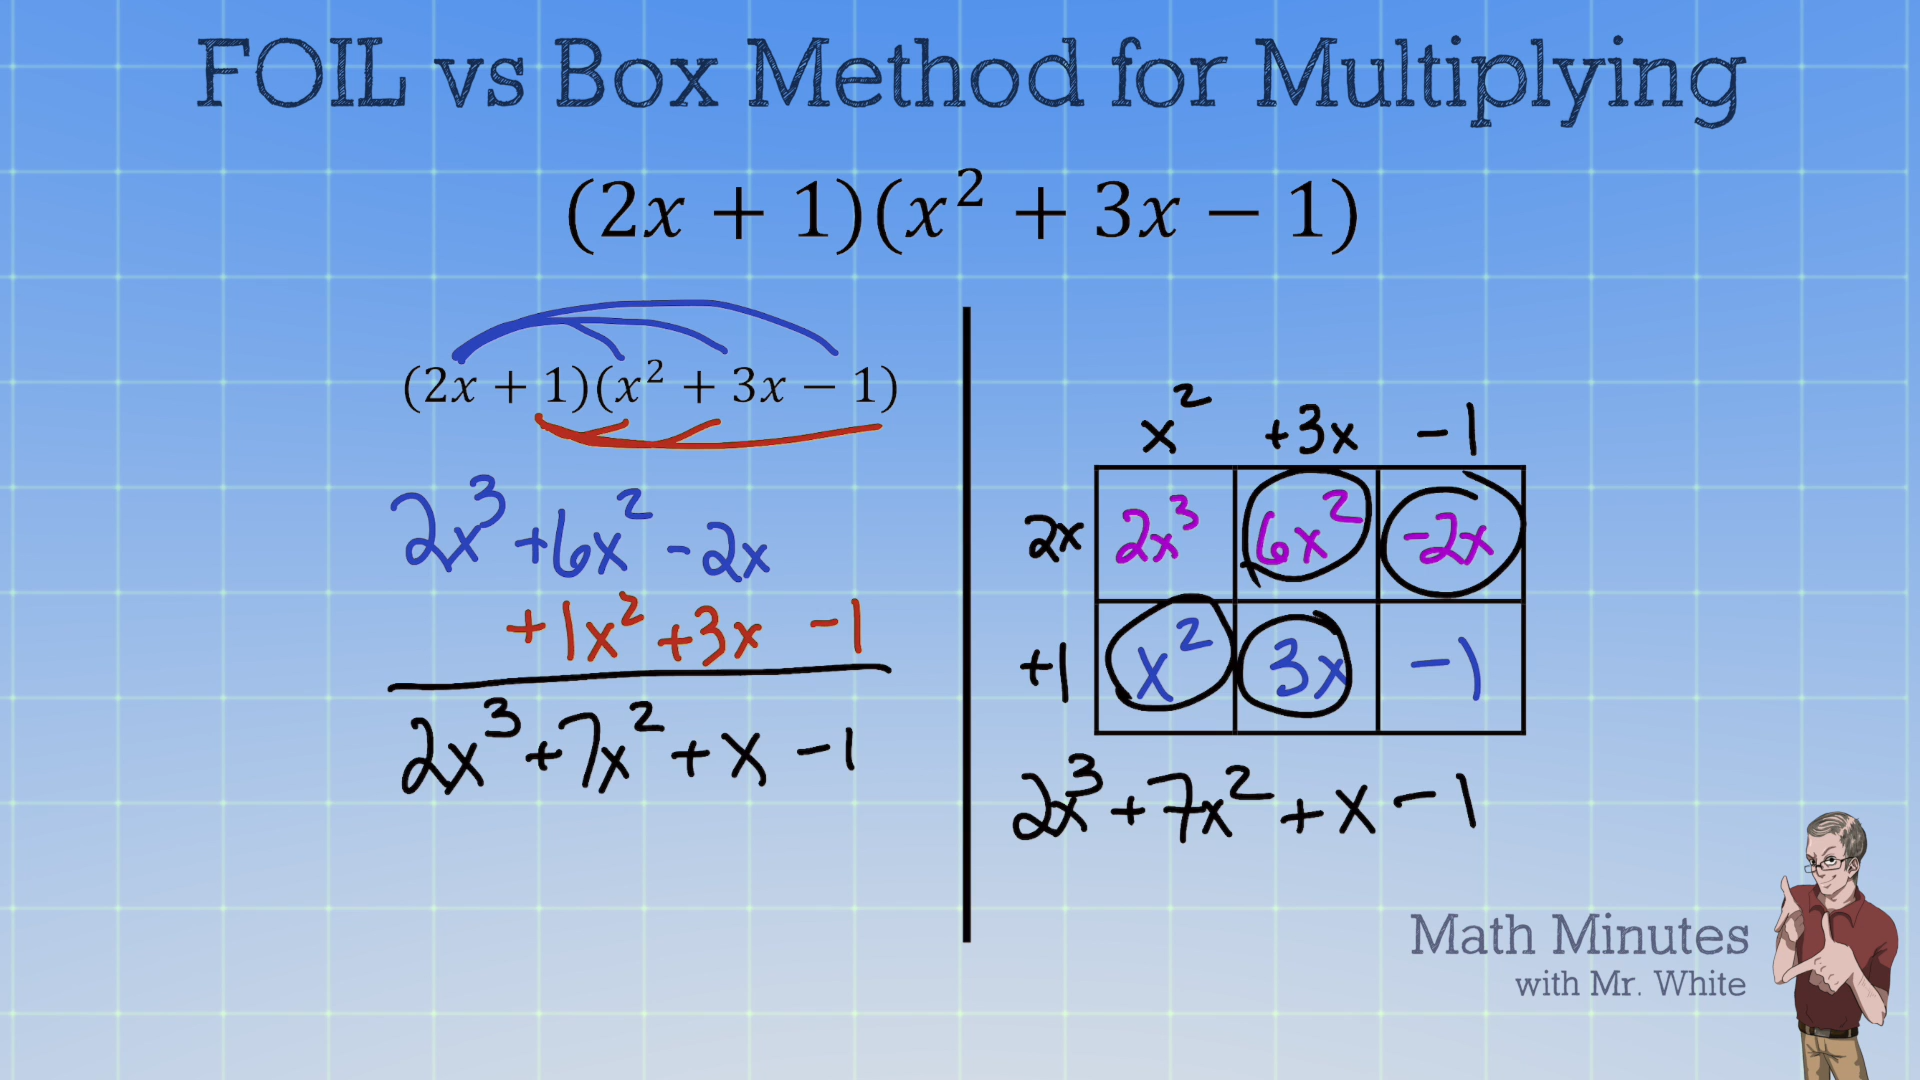 FOIL vs Box Method for Multiplying
(2x + 1)(x² + 3x − 1)
(2x + 1)(x² + 3x − 1)
2x³ +6x² -2x
+1x² +3x -1
2x³ +7x² + x -1
x² +3x -1
2x 2x³ 6x² -2x
+1 x² 3x -1
2x³ +7x² + x -1
Math Minutes
with Mr. White